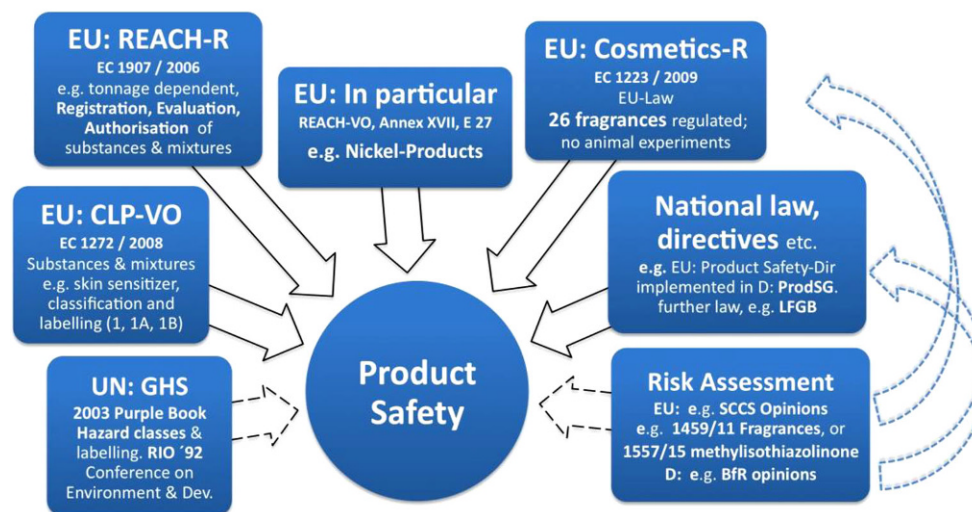 EU: REACH-R
EC 1907 / 2006
e.g. tonnage dependent,
Registration, Evaluation,
Authorisation of
substances & mixtures
EU: In particular
REACH-VO, Annex XVII, E 27
e.g. Nickel-Products
EU: Cosmetics-R
EC 1223 / 2009
EU-Law
26 fragrances regulated;
no animal experiments
EU: CLP-VO
EC 1272 / 2008
Substances & mixtures
e.g. skin sensitizer,
classification and
labelling (1, 1A, 1B)
National law,
directives etc.
e.g. EU: Product Safety-Dir
implemented in D: ProdSG.
further law, e.g. LFGB
UN: GHS
2003 Purple Book
Hazard classes &
labelling. RIO ´92
Conference on
Environment & Dev.
Product
Safety
Risk Assessment
EU: e.g. SCCS Opinions
e.g. 1459/11 Fragrances, or
1557/15 methylisothiazolinone
D: e.g. BfR opinions